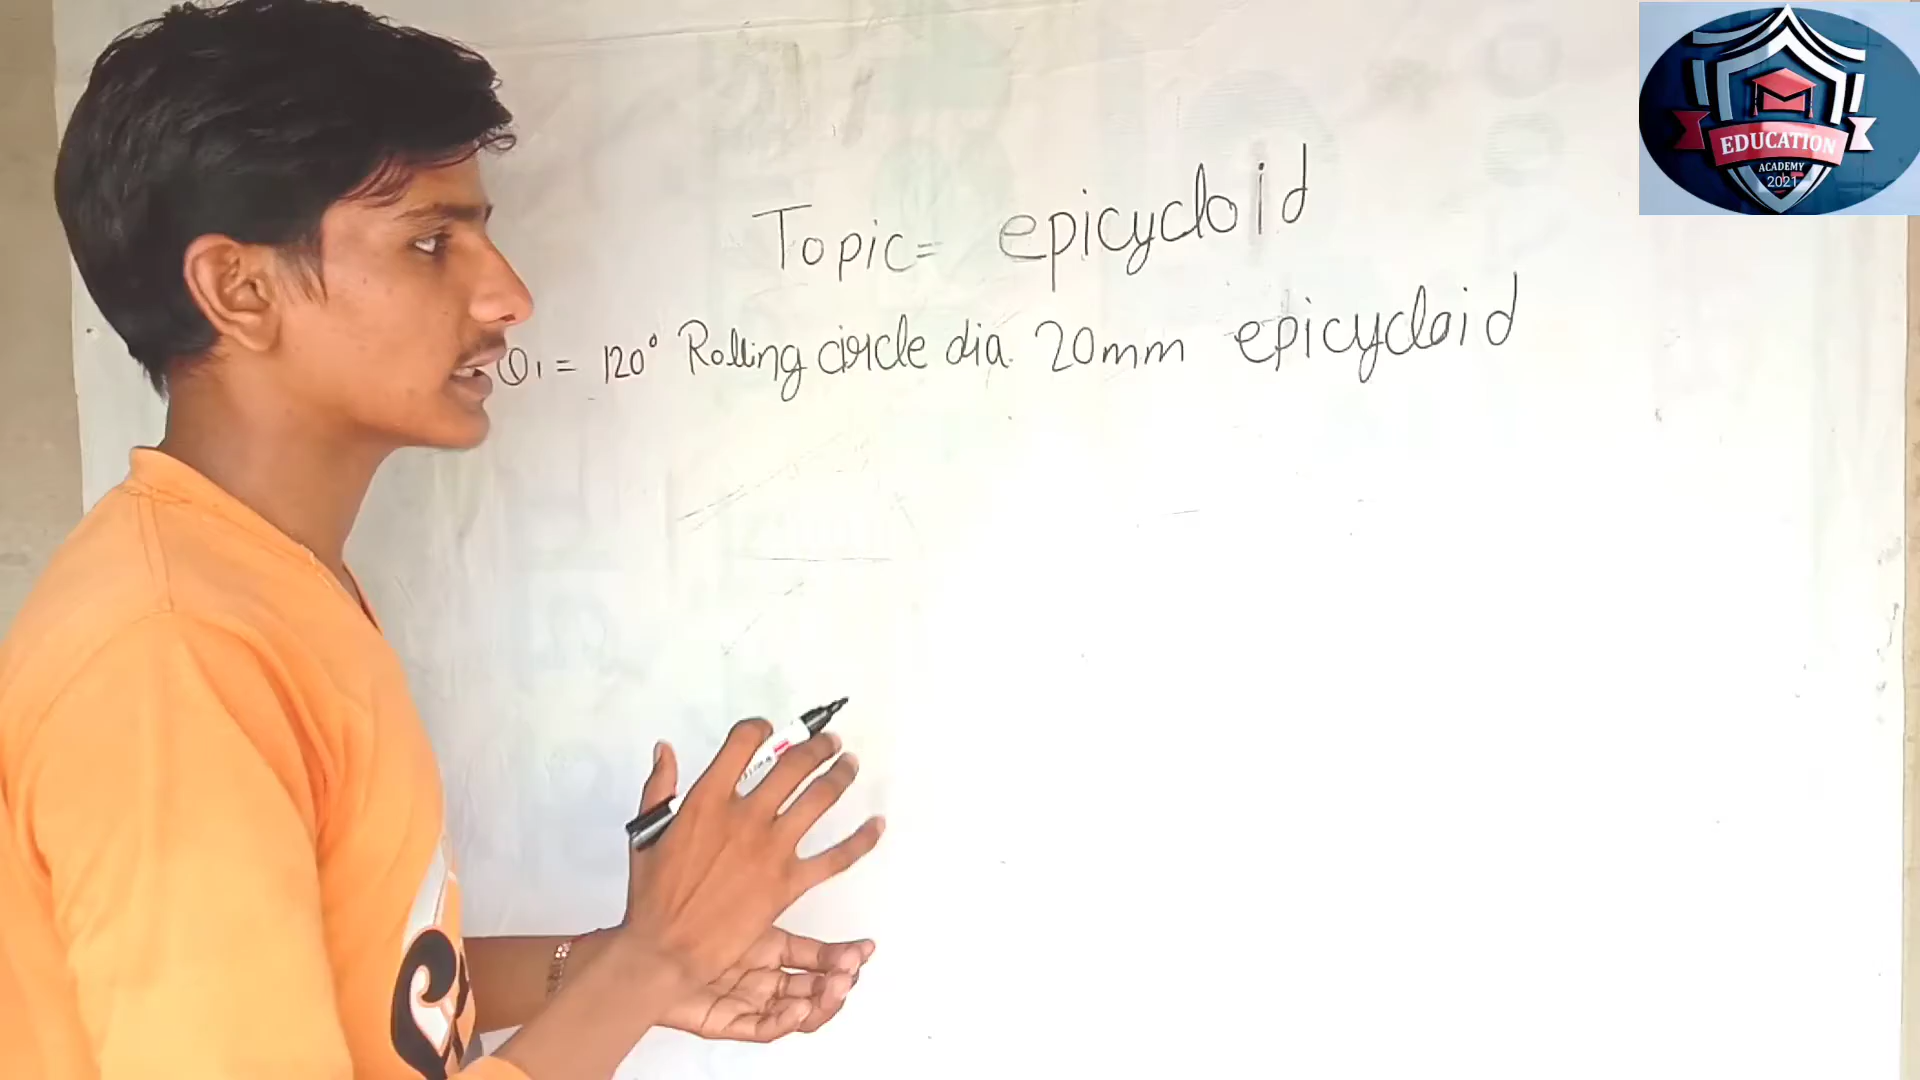 Topic= epicycloid
θ1 = 120° Rolling circle dia. 20mm epicycloid
EDUCATION
ACADEMY
2021